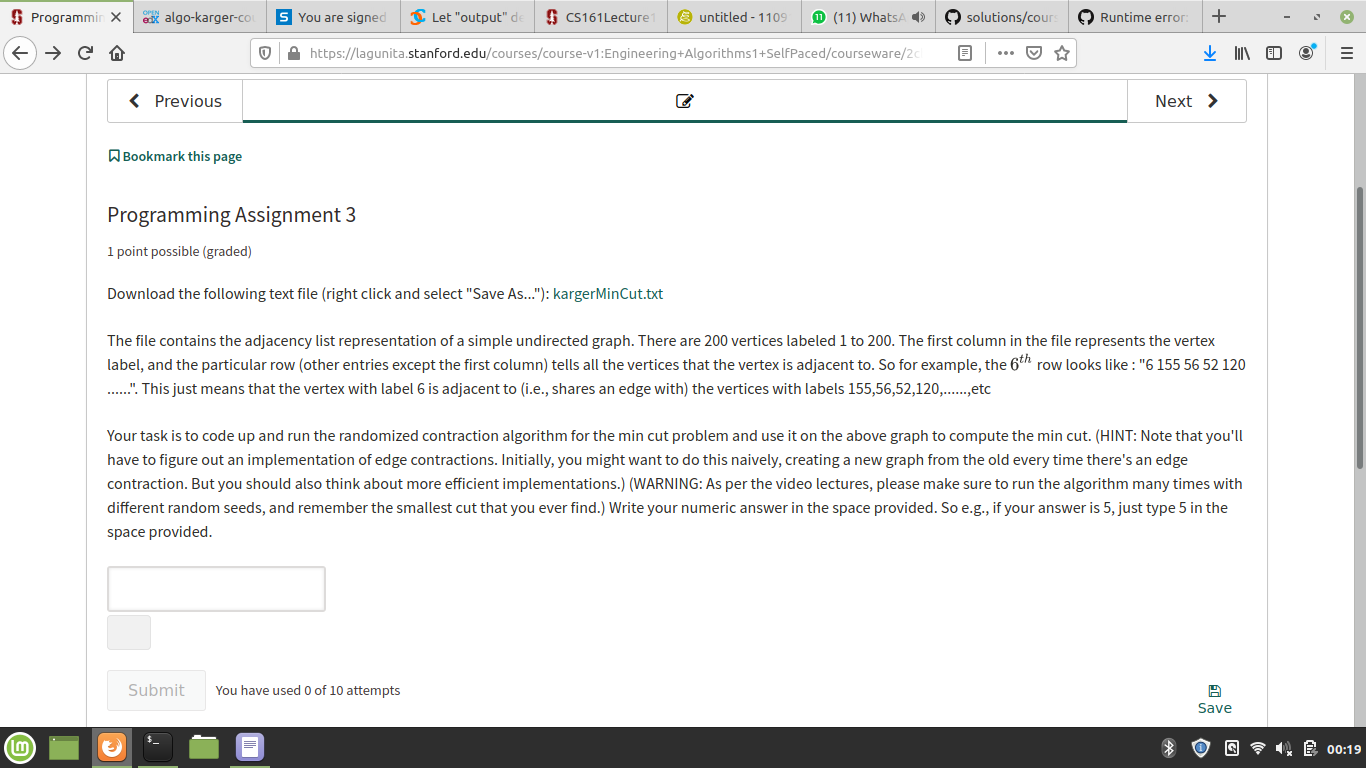 Programmin
algo-karger-co
You are signed
Let "output" de
CS161Lecture1
untitled - 1109
(11) WhatsA
solutions/cour
Runtime error:
https://lagunita.stanford.edu/courses/course-v1:Engineering+Algorithms1+SelfPaced/courseware/2c
Previous
Next
Bookmark this page
Programming Assignment 3
1 point possible (graded)
Download the following text file (right click and select "Save As..."): kargerMinCut.txt
The file contains the adjacency list representation of a simple undirected graph. There are 200 vertices labeled 1 to 200. The first column in the file represents the vertex
label, and the particular row (other entries except the first column) tells all the vertices that the vertex is adjacent to. So for example, the 6th row looks like : "6 155 56 52 120
......". This just means that the vertex with label 6 is adjacent to (i.e., shares an edge with) the vertices with labels 155,56,52,120,......,etc
Your task is to code up and run the randomized contraction algorithm for the min cut problem and use it on the above graph to compute the min cut. (HINT: Note that you'll
have to figure out an implementation of edge contractions. Initially, you might want to do this naively, creating a new graph from the old every time there's an edge
contraction. But you should also think about more efficient implementations.) (WARNING: As per the video lectures, please make sure to run the algorithm many times with
different random seeds, and remember the smallest cut that you ever find.) Write your numeric answer in the space provided. So e.g., if your answer is 5, just type 5 in the
space provided.
Submit
You have used 0 of 10 attempts
Save
00:19